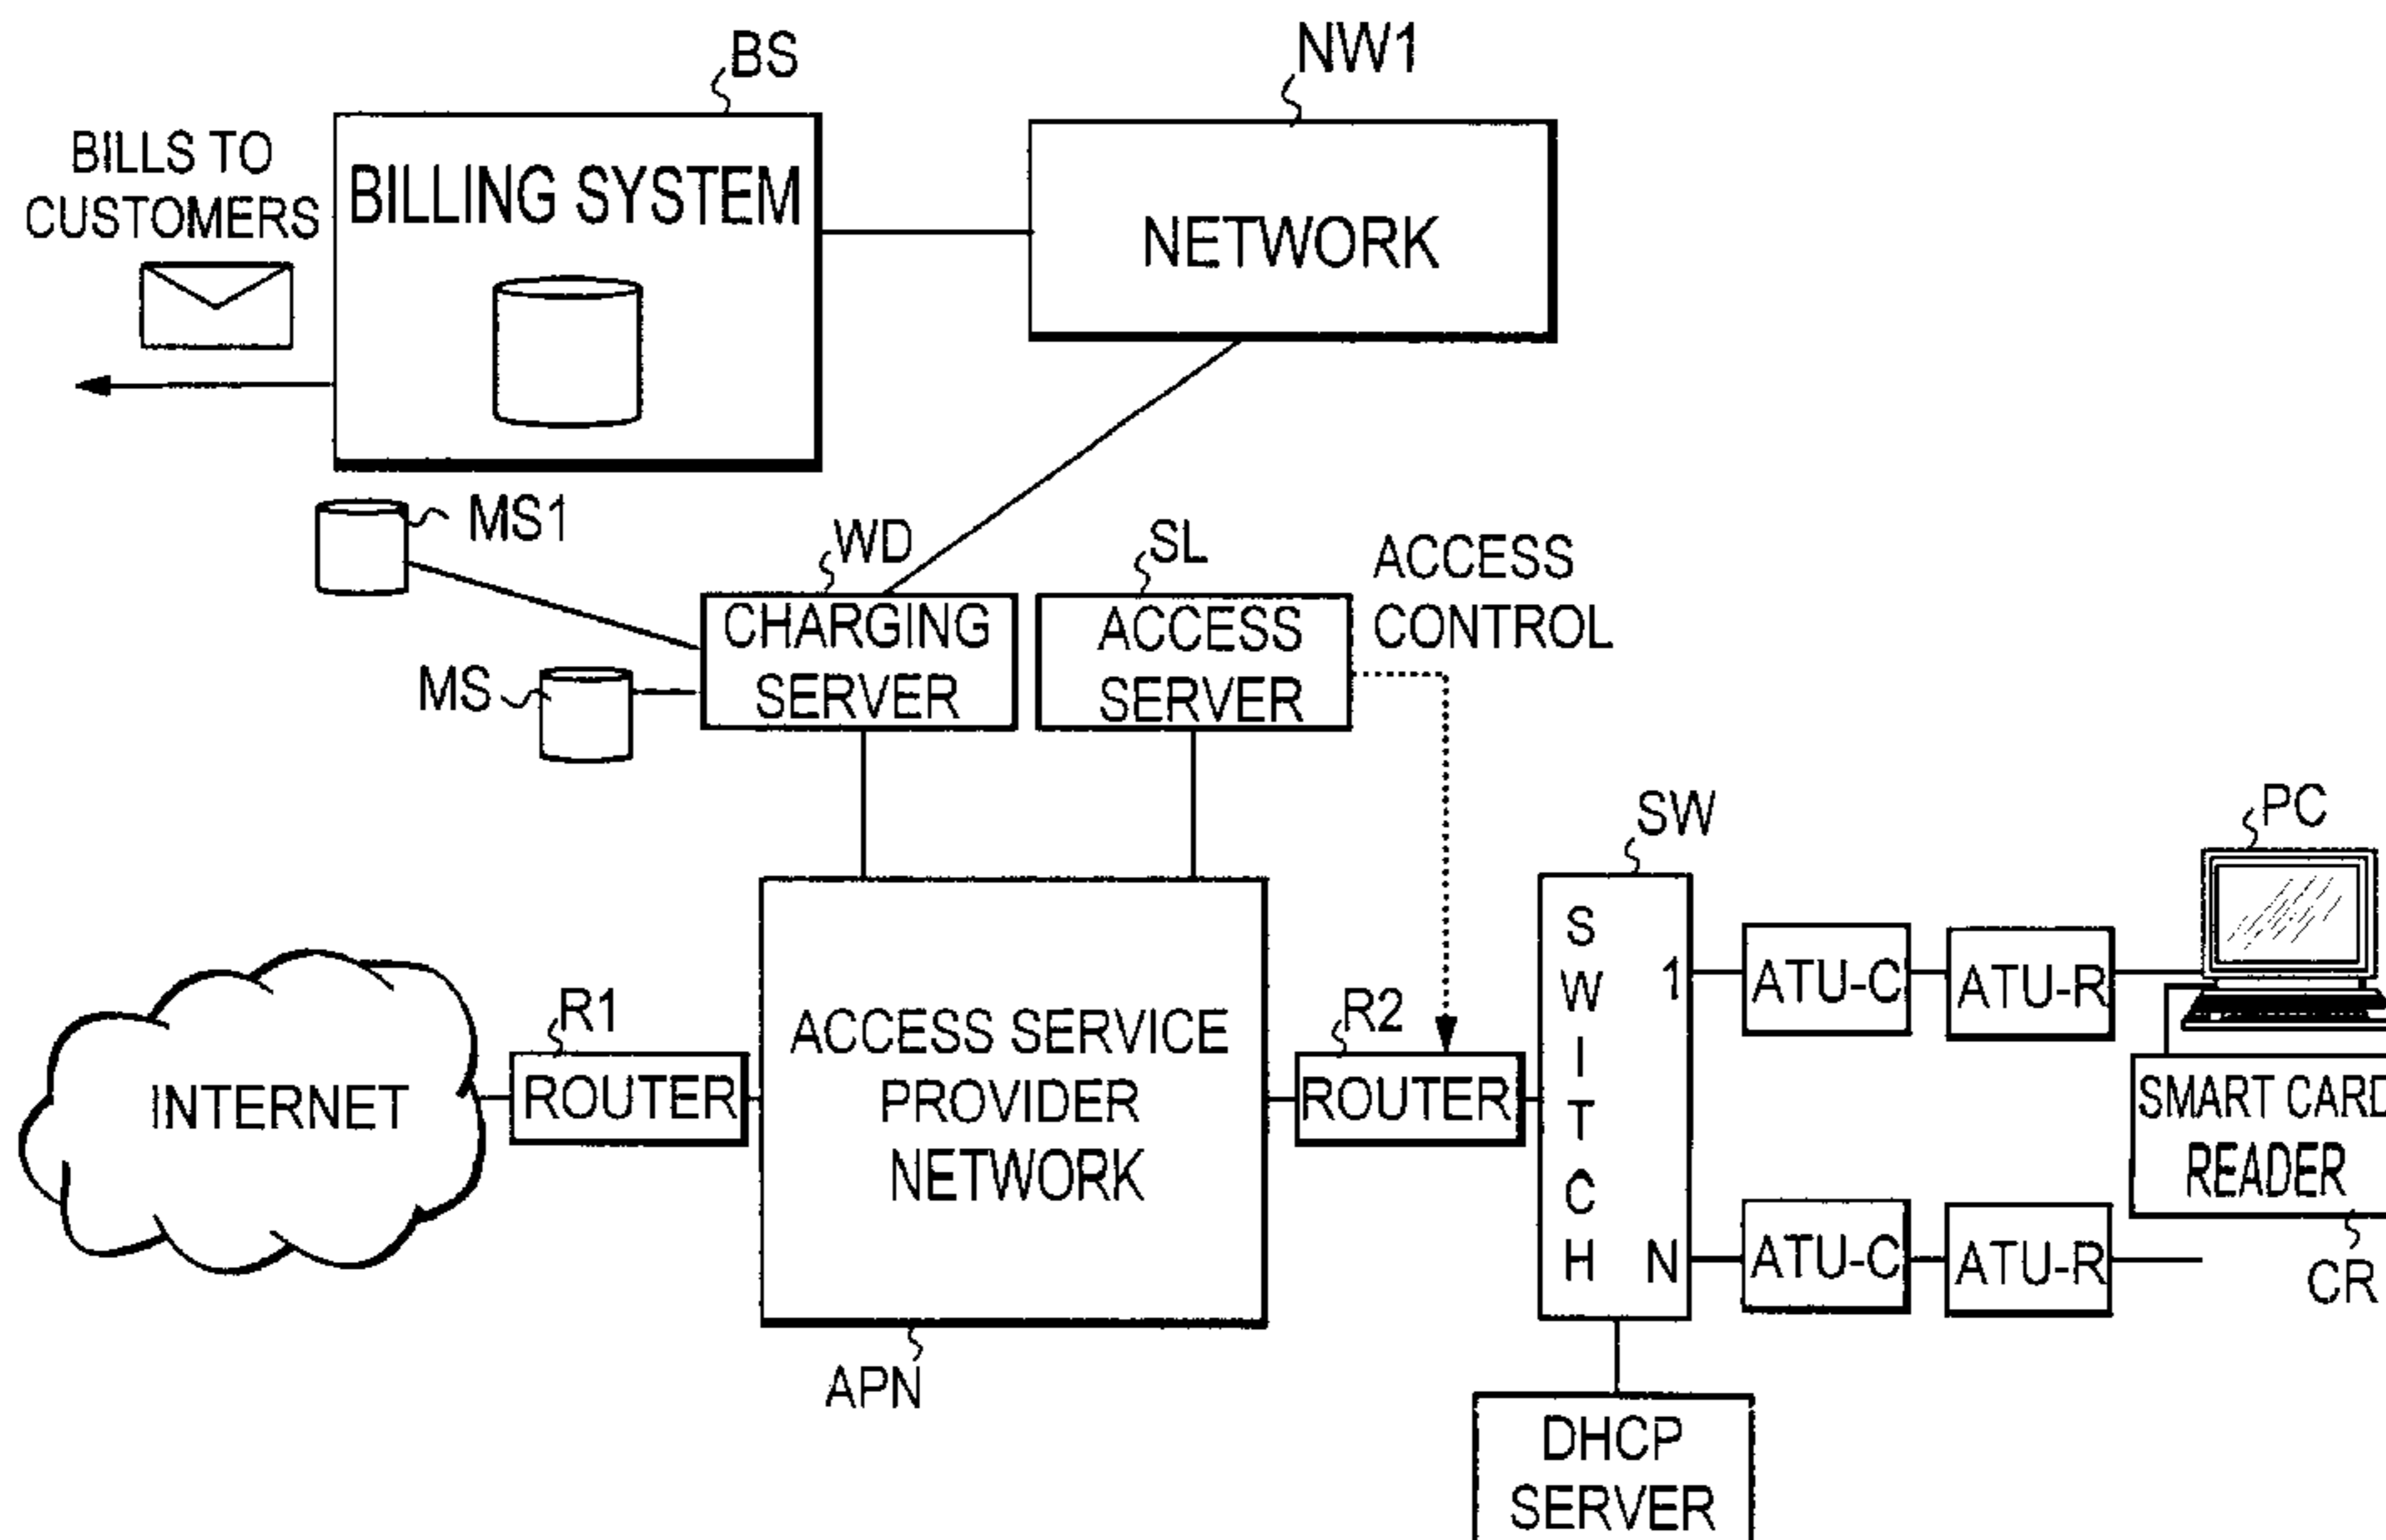 BS
NW1
BILLS TO
CUSTOMERS
BILLING SYSTEM
NETWORK
MS1
WD
SL
ACCESS
CONTROL
CHARGING
SERVER
ACCESS
SERVER
MS
SW
PC
S
W
I
T
C
H
1
N
ATU-C
ATU-R
R1
R2
INTERNET
ROUTER
ACCESS SERVICE
PROVIDER
NETWORK
ROUTER
SMART CARD
READER
ATU-C
ATU-R
CR
APN
DHCP
SERVER